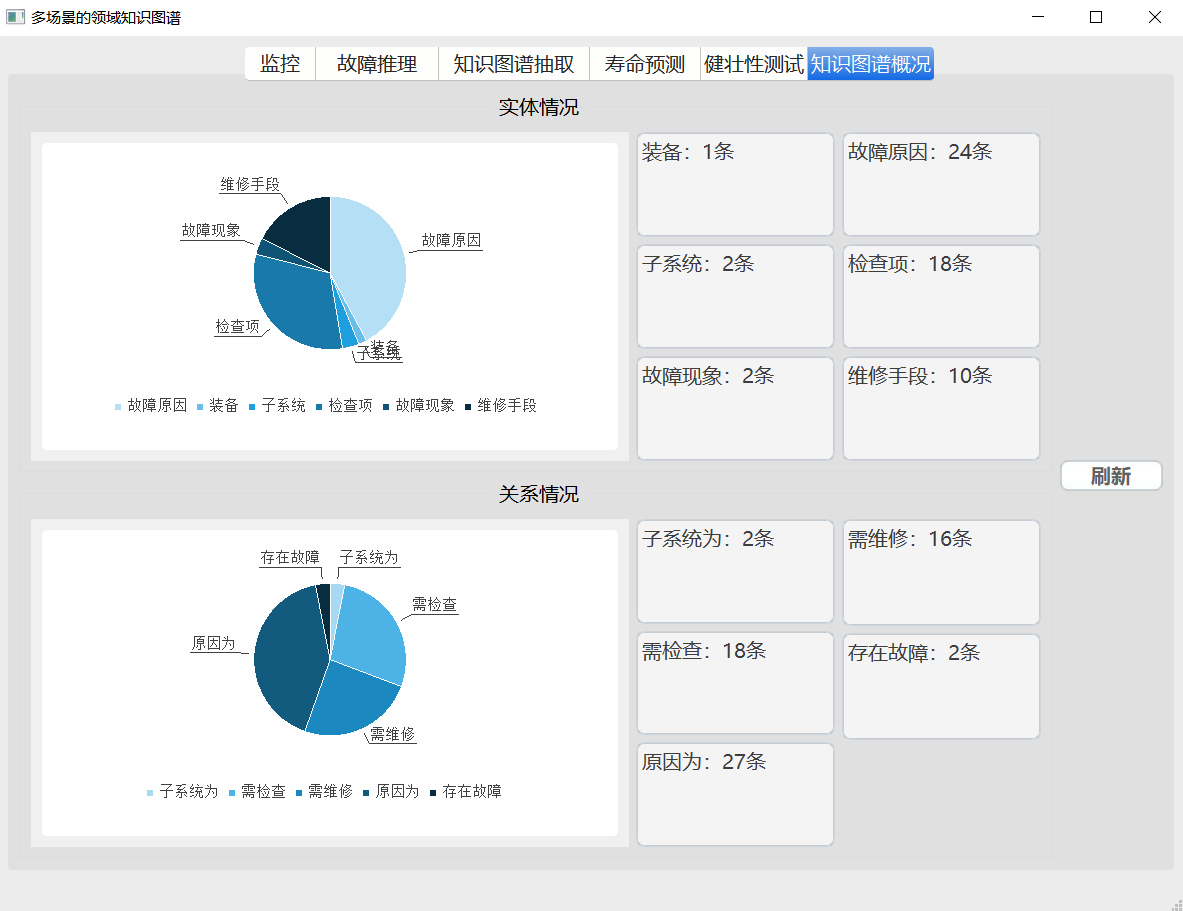 多场景的领域知识图谱
监控 故障推理 知识图谱抽取 寿命预测 健壮性测试 知识图谱概况
实体情况
维修手段
故障现象
故障原因
检查项
装备
子系统
故障原因 装备 子系统 检查项 故障现象 维修手段
装备：1条
故障原因：24条
子系统：2条
检查项：18条
故障现象：2条
维修手段：10条
刷新
关系情况
存在故障
子系统为
需检查
原因为
需维修
子系统为 需检查 需维修 原因为 存在故障
子系统为：2条
需维修：16条
需检查：18条
存在故障：2条
原因为：27条